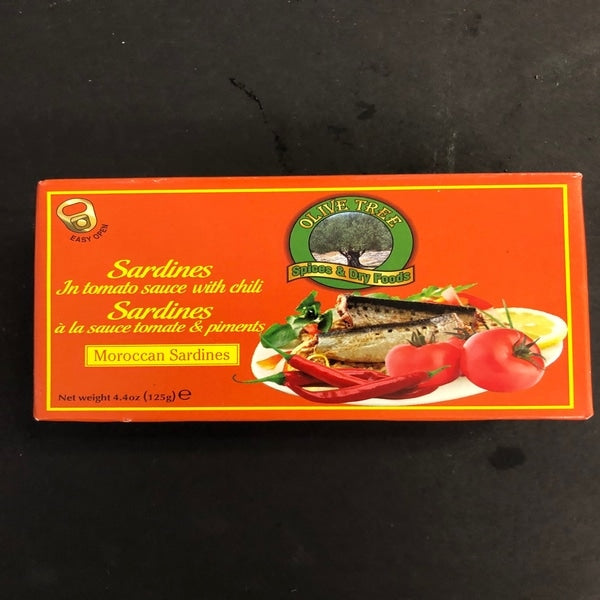 EASY OPEN
OLIVE TREE
Spices & Dry Foods
Sardines
In tomato sauce with chili
Sardines
à la sauce tomate & piments
Moroccan Sardines
Net weight 4.4oz (125g) ℮